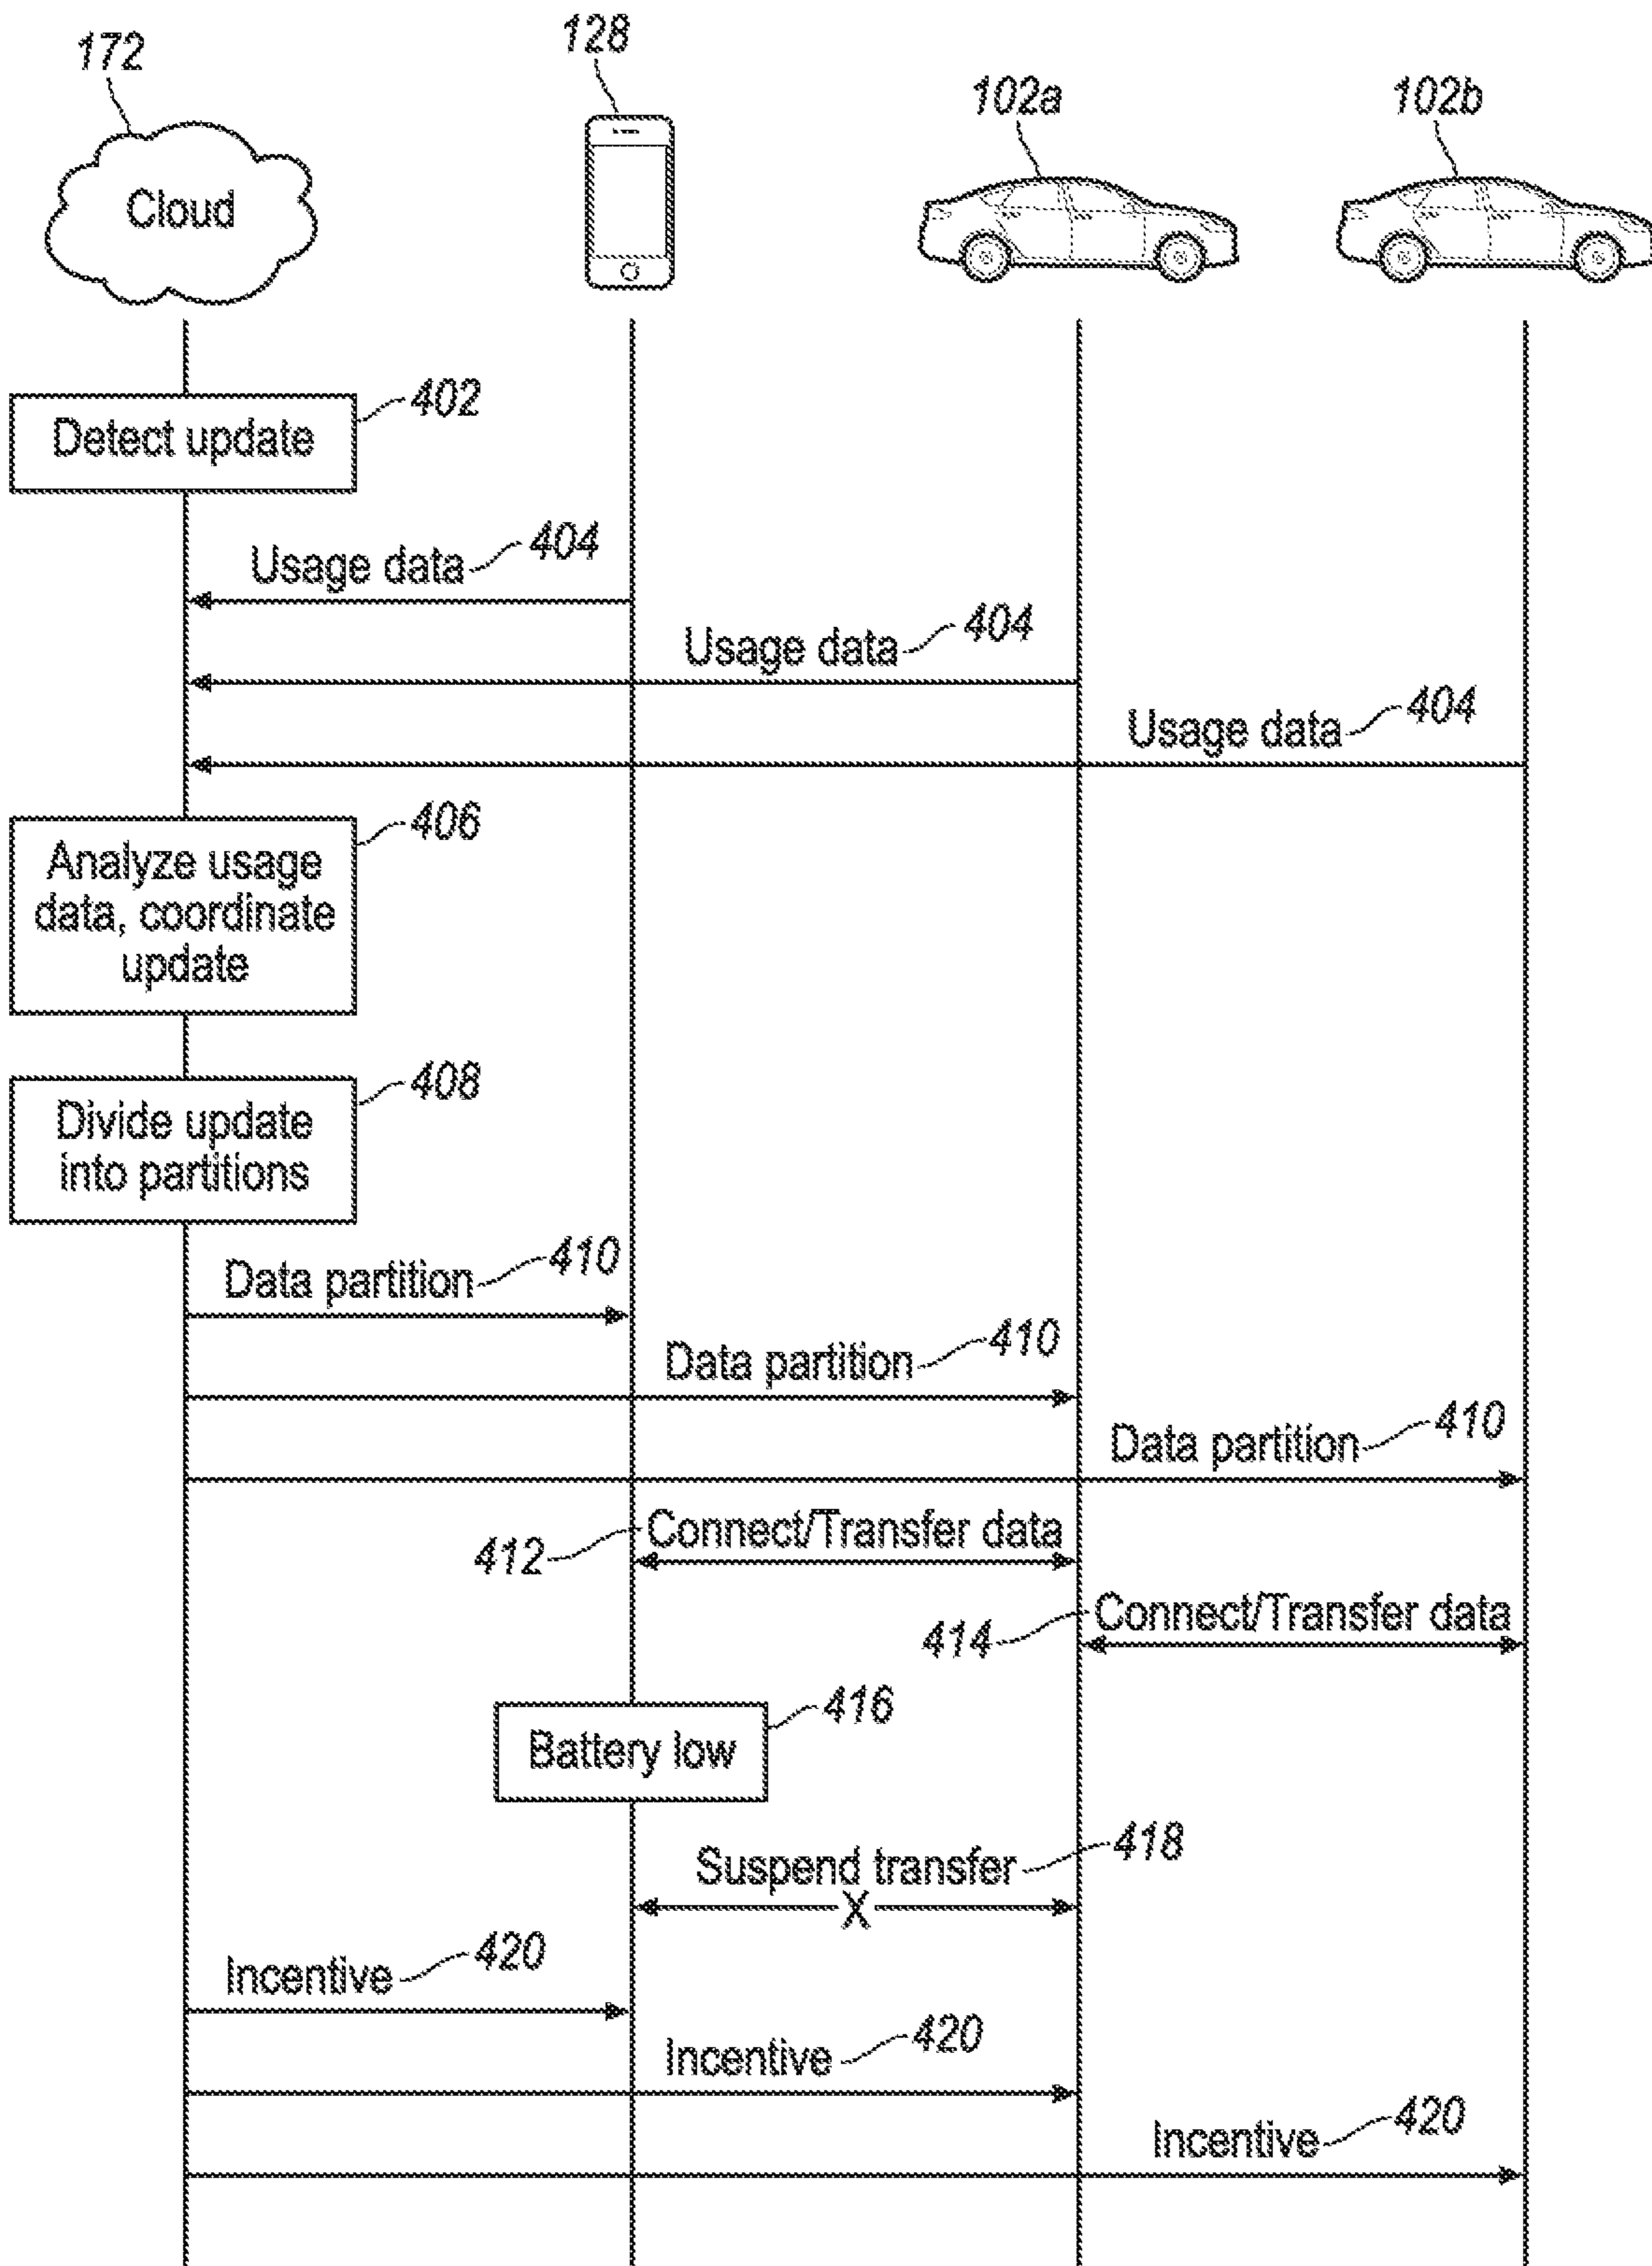 172
128
102a
102b
Cloud
402
Detect update
Usage data 404
Usage data 404
Usage data 404
406
Analyze usage
data, coordinate
update
408
Divide update
into partitions
Data partition 410
Data partition 410
Data partition 410
412 Connect/Transfer data
414 Connect/Transfer data
416
Battery low
Suspend transfer 418
X
Incentive 420
Incentive 420
Incentive 420